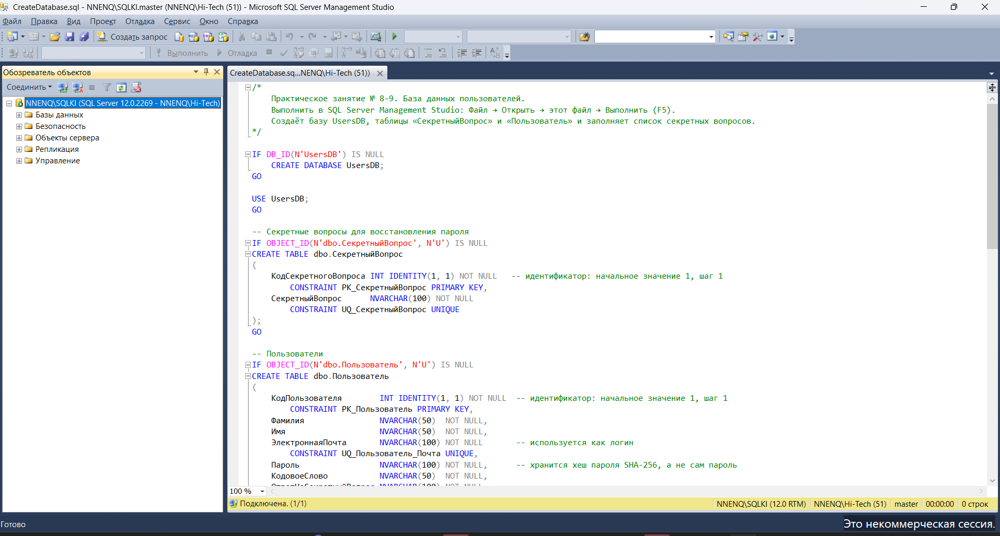 CreateDatabase.sql - NNENQ\SQLKI.master (NNENQ\Hi-Tech (51)) - Microsoft SQL Server Management Studio
Файл Правка Вид Проект Отладка Сервис Окно Справка
Создать запрос
Выполнить Отладка
Обозреватель объектов
Соединить
NNENQ\SQLKI (SQL Server 12.0.2269 - NNENQ\Hi-Tech)
Базы данных
Безопасность
Объекты сервера
Репликация
Управление
CreateDatabase.sq...NENQ\Hi-Tech (51))
/*
Практическое занятие № 8-9. База данных пользователей.
Выполнить в SQL Server Management Studio: Файл → Открыть → этот файл → Выполнить (F5).
Создаёт базу UsersDB, таблицы «СекретныйВопрос» и «Пользователь» и заполняет список секретных вопросов.
*/
IF DB_ID(N'UsersDB') IS NULL
CREATE DATABASE UsersDB;
GO
USE UsersDB;
GO
-- Секретные вопросы для восстановления пароля
IF OBJECT_ID(N'dbo.СекретныйВопрос', N'U') IS NULL
CREATE TABLE dbo.СекретныйВопрос
(
КодСекретногоВопроса INT IDENTITY(1, 1) NOT NULL -- идентификатор: начальное значение 1, шаг 1
CONSTRAINT PK_СекретныйВопрос PRIMARY KEY,
СекретныйВопрос NVARCHAR(100) NOT NULL
CONSTRAINT UQ_СекретныйВопрос UNIQUE
);
GO
-- Пользователи
IF OBJECT_ID(N'dbo.Пользователь', N'U') IS NULL
CREATE TABLE dbo.Пользователь
(
КодПользователя INT IDENTITY(1, 1) NOT NULL -- идентификатор: начальное значение 1, шаг 1
CONSTRAINT PK_Пользователь PRIMARY KEY,
Фамилия NVARCHAR(50) NOT NULL,
Имя NVARCHAR(50) NOT NULL,
ЭлектроннаяПочта NVARCHAR(100) NOT NULL -- используется как логин
CONSTRAINT UQ_Пользователь_Почта UNIQUE,
Пароль NVARCHAR(100) NOT NULL, -- хранится хеш пароля SHA-256, а не сам пароль
КодовоеСлово NVARCHAR(50) NOT NULL,
100 %
Подключена. (1/1) NNENQ\SQLKI (12.0 RTM) NNENQ\Hi-Tech (51) master 00:00:00 0 строк
Готово
Это некоммерческая сессия.